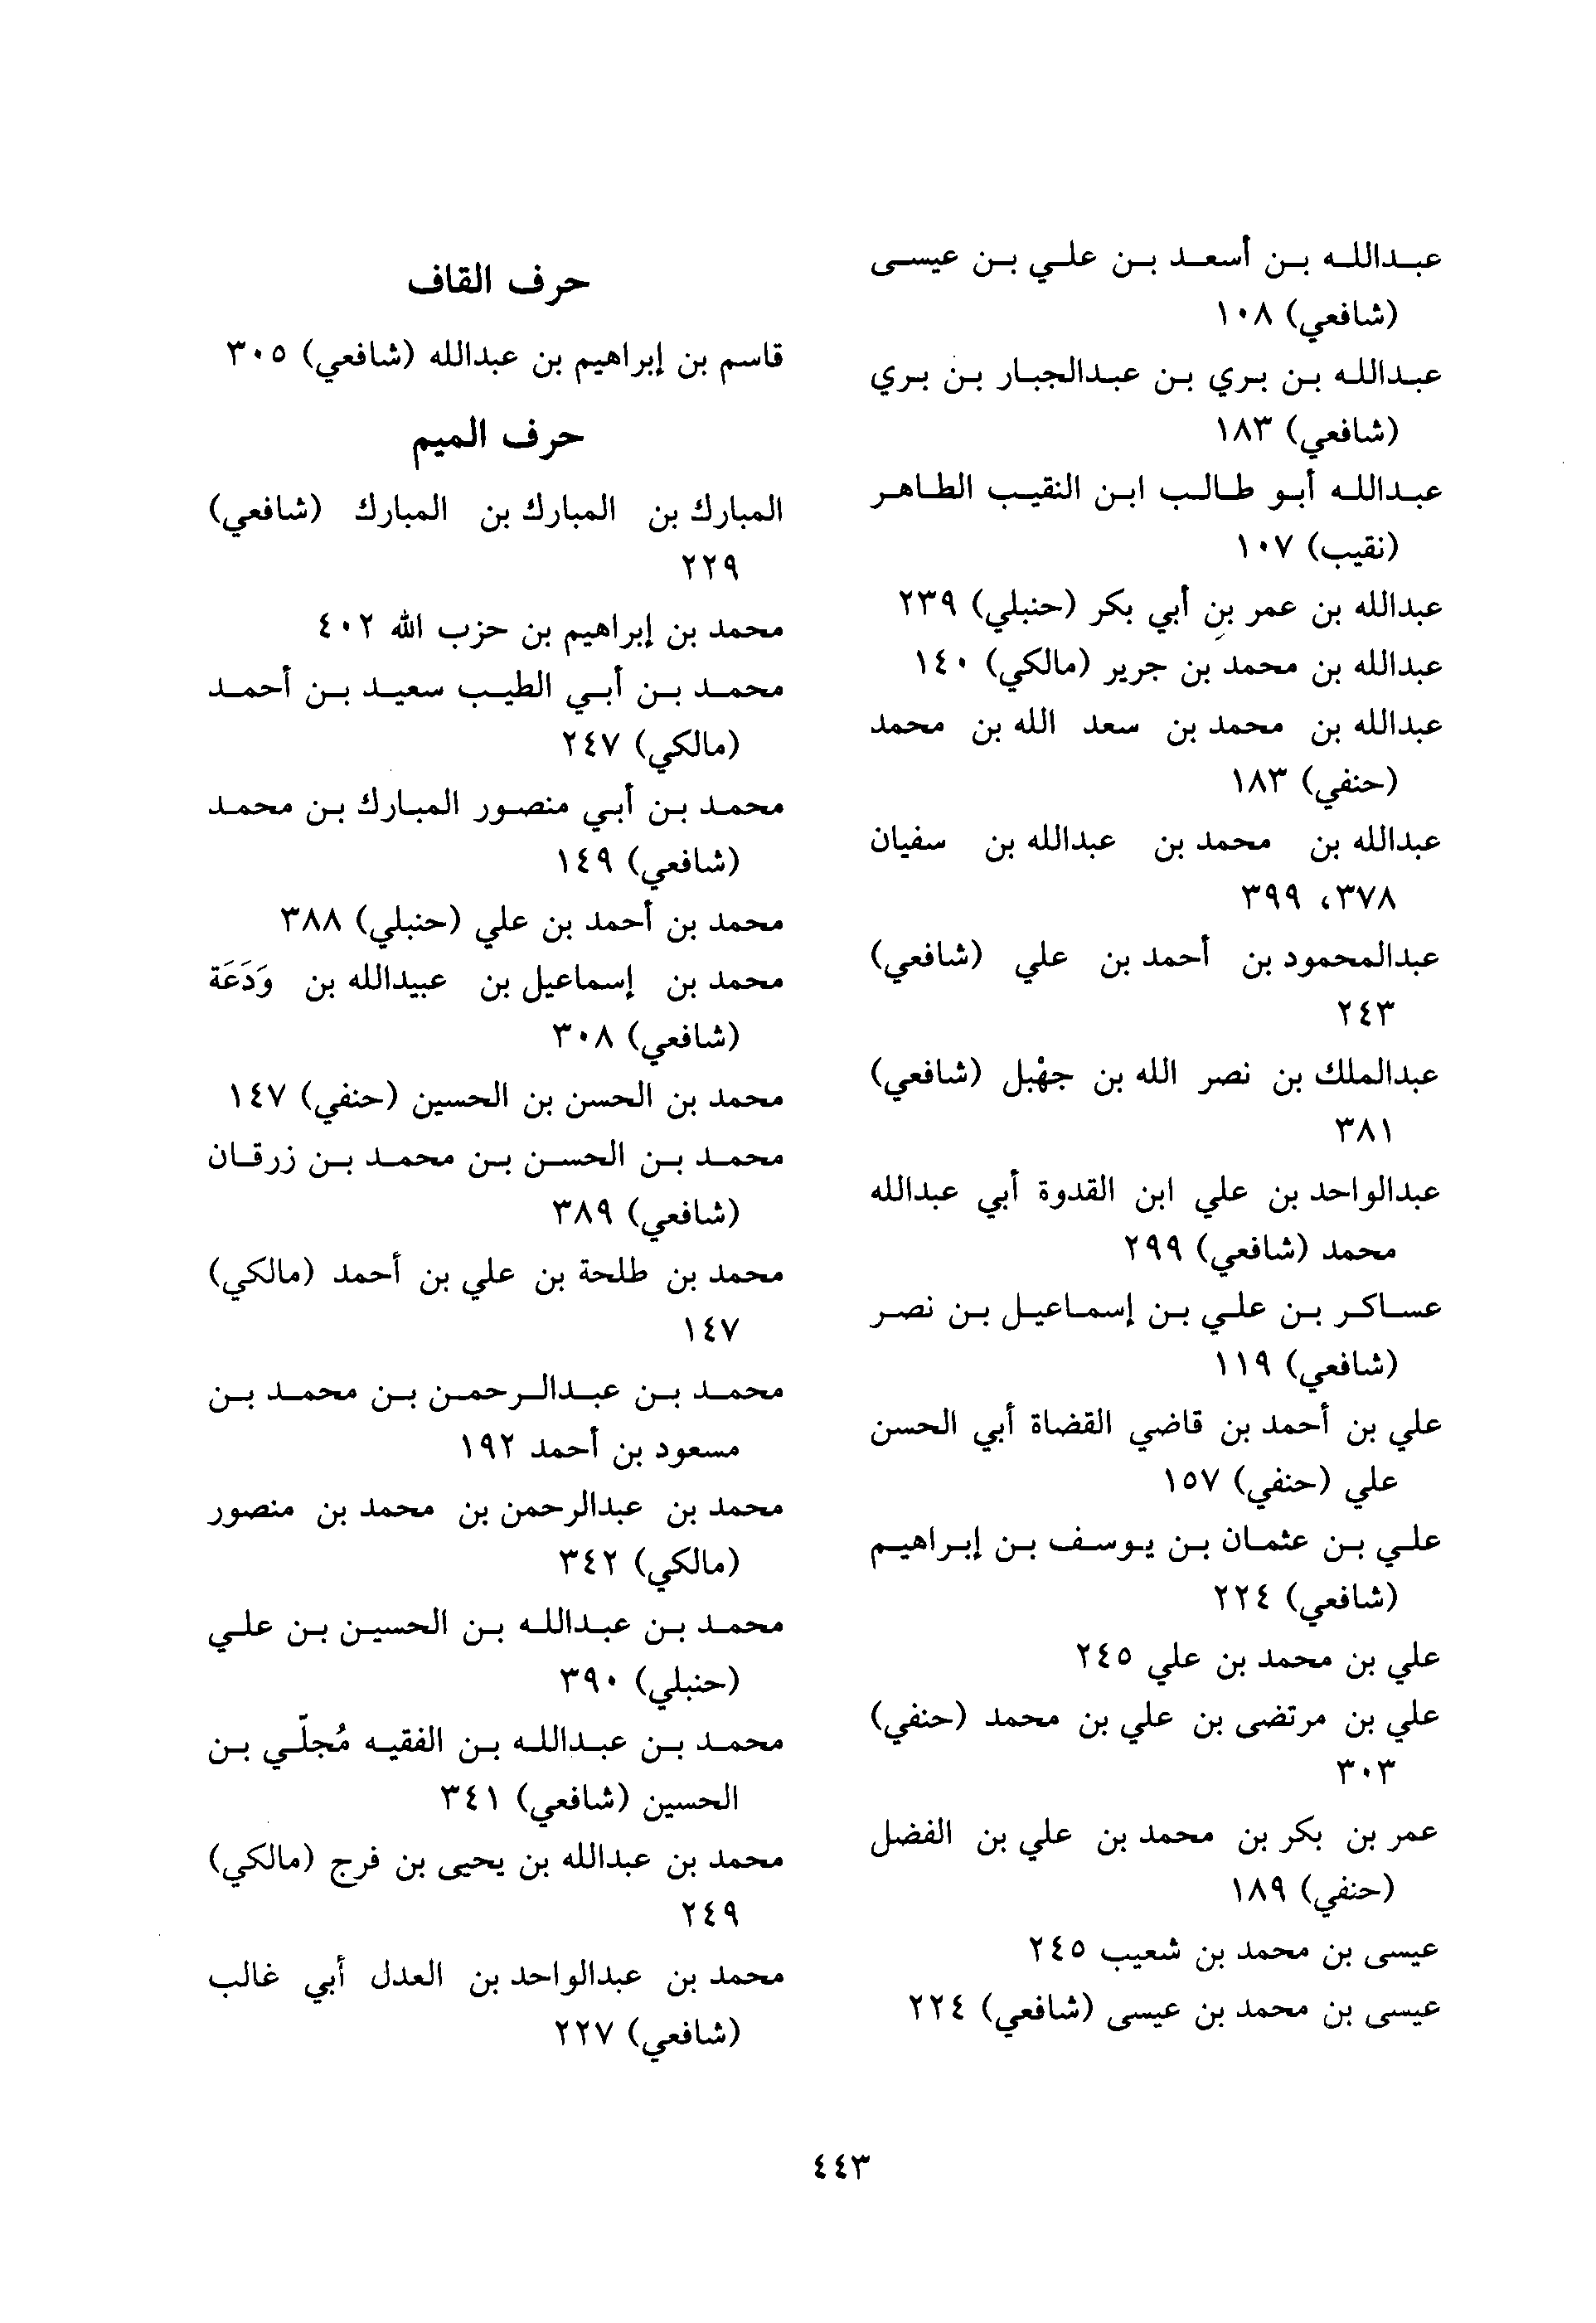 عبدالله بن أسعد بن علي بن عيسى
(شافعي) ١٠٨
عبدالله بن بري بن عبدالجبار بن بري
(شافعي) ١٨٣
عبدالله أبو طالب ابن النقيب الطاهر
(نقيب) ١٠٧
عبدالله بن عمر بن أبي بكر (حنبلي) ٢٣٩
عبدالله بن محمد بن جرير (مالكي) ١٤٠
عبدالله بن محمد بن سعد الله بن محمد
(حنفي) ١٨٣
عبدالله بن محمد بن عبدالله بن سفيان
٣٧٨، ٣٩٩
عبدالمحمود بن أحمد بن علي (شافعي)
٢٤٣
عبدالملك بن نصر الله بن جهْبل (شافعي)
٣٨١
عبدالواحد بن علي ابن القدوة أبي عبدالله
محمد (شافعي) ٢٩٩
عساكر بن علي بن إسماعيل بن نصر
(شافعي) ١١٩
علي بن أحمد بن قاضي القضاة أبي الحسن
علي (حنفي) ١٥٧
علي بن عثمان بن يوسف بن إبراهيم
(شافعي) ٢٢٤
علي بن محمد بن علي ٢٤٥
علي بن مرتضى بن علي بن محمد (حنفي)
٣٠٣
عمر بن بكر بن محمد بن علي بن الفضل
(حنفي) ١٨٩
عيسى بن محمد بن شعيب ٢٤٥
عيسى بن محمد بن عيسى (شافعي) ٢٢٤
حرف القاف
قاسم بن إبراهيم بن عبدالله (شافعي) ٣٠٥
حرف الميم
المبارك بن المبارك بن المبارك (شافعي)
٢٢٩
محمد بن إبراهيم بن حزب الله ٤٠٢
محمد بن أبي الطيب سعيد بن أحمد
(مالكي) ٢٤٧
محمد بن أبي منصور المبارك بن محمد
(شافعي) ١٤٩
محمد بن أحمد بن علي (حنبلي) ٣٨٨
محمد بن إسماعيل بن عبيدالله بن وَدَعَة
(شافعي) ٣٠٨
محمد بن الحسن بن الحسين (حنفي) ١٤٧
محمد بن الحسن بن محمد بن زرقان
(شافعي) ٣٨٩
محمد بن طلحة بن علي بن أحمد (مالكي)
١٤٧
محمد بن عبدالرحمن بن محمد بن
مسعود بن أحمد ١٩٢
محمد بن عبدالرحمن بن محمد بن منصور
(مالكي) ٣٤٢
محمد بن عبدالله بن الحسين بن علي
(حنبلي) ٣٩٠
محمد بن عبدالله بن الفقيه مُجلّي بن
الحسين (شافعي) ٣٤١
محمد بن عبدالله بن يحيى بن فرج (مالكي)
٢٤٩
محمد بن عبدالواحد بن العدل أبي غالب
(شافعي) ٢٢٧
٤٤٣